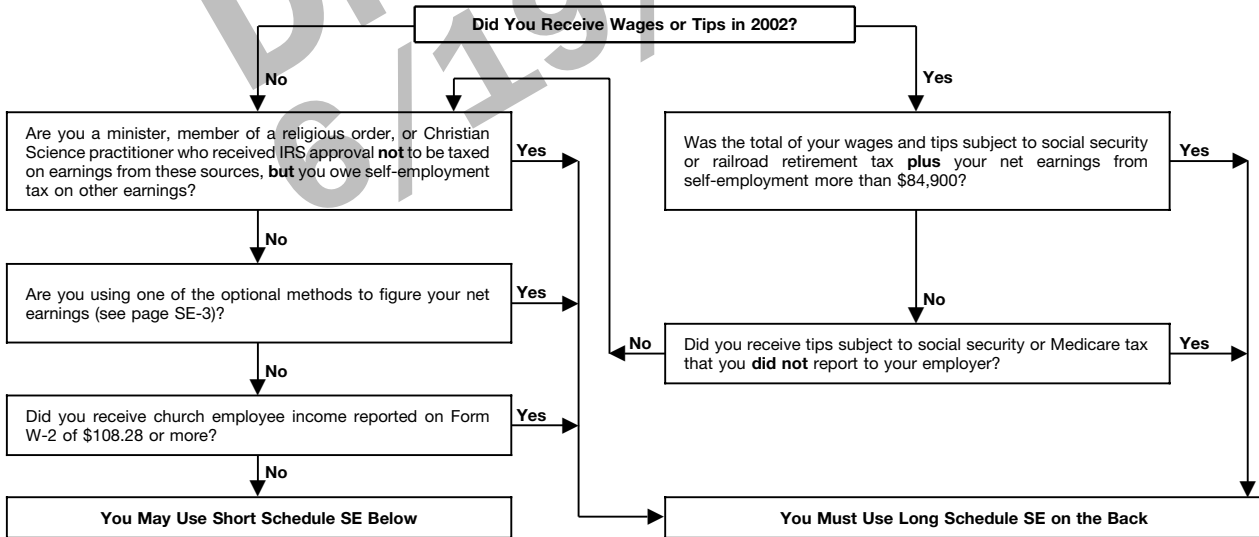 Did You Receive Wages or Tips in 2002?
No
Yes
Are you a minister, member of a religious order, or Christian
Science practitioner who received IRS approval not to be taxed
on earnings from these sources, but you owe self-employment
tax on other earnings?
Yes
Was the total of your wages and tips subject to social security
or railroad retirement tax plus your net earnings from
self-employment more than $84,900?
Yes
No
Are you using one of the optional methods to figure your net
earnings (see page SE-3)?
Yes
No
No
Did you receive tips subject to social security or Medicare tax
that you did not report to your employer?
Yes
No
Did you receive church employee income reported on Form
W-2 of $108.28 or more?
Yes
No
You May Use Short Schedule SE Below
You Must Use Long Schedule SE on the Back